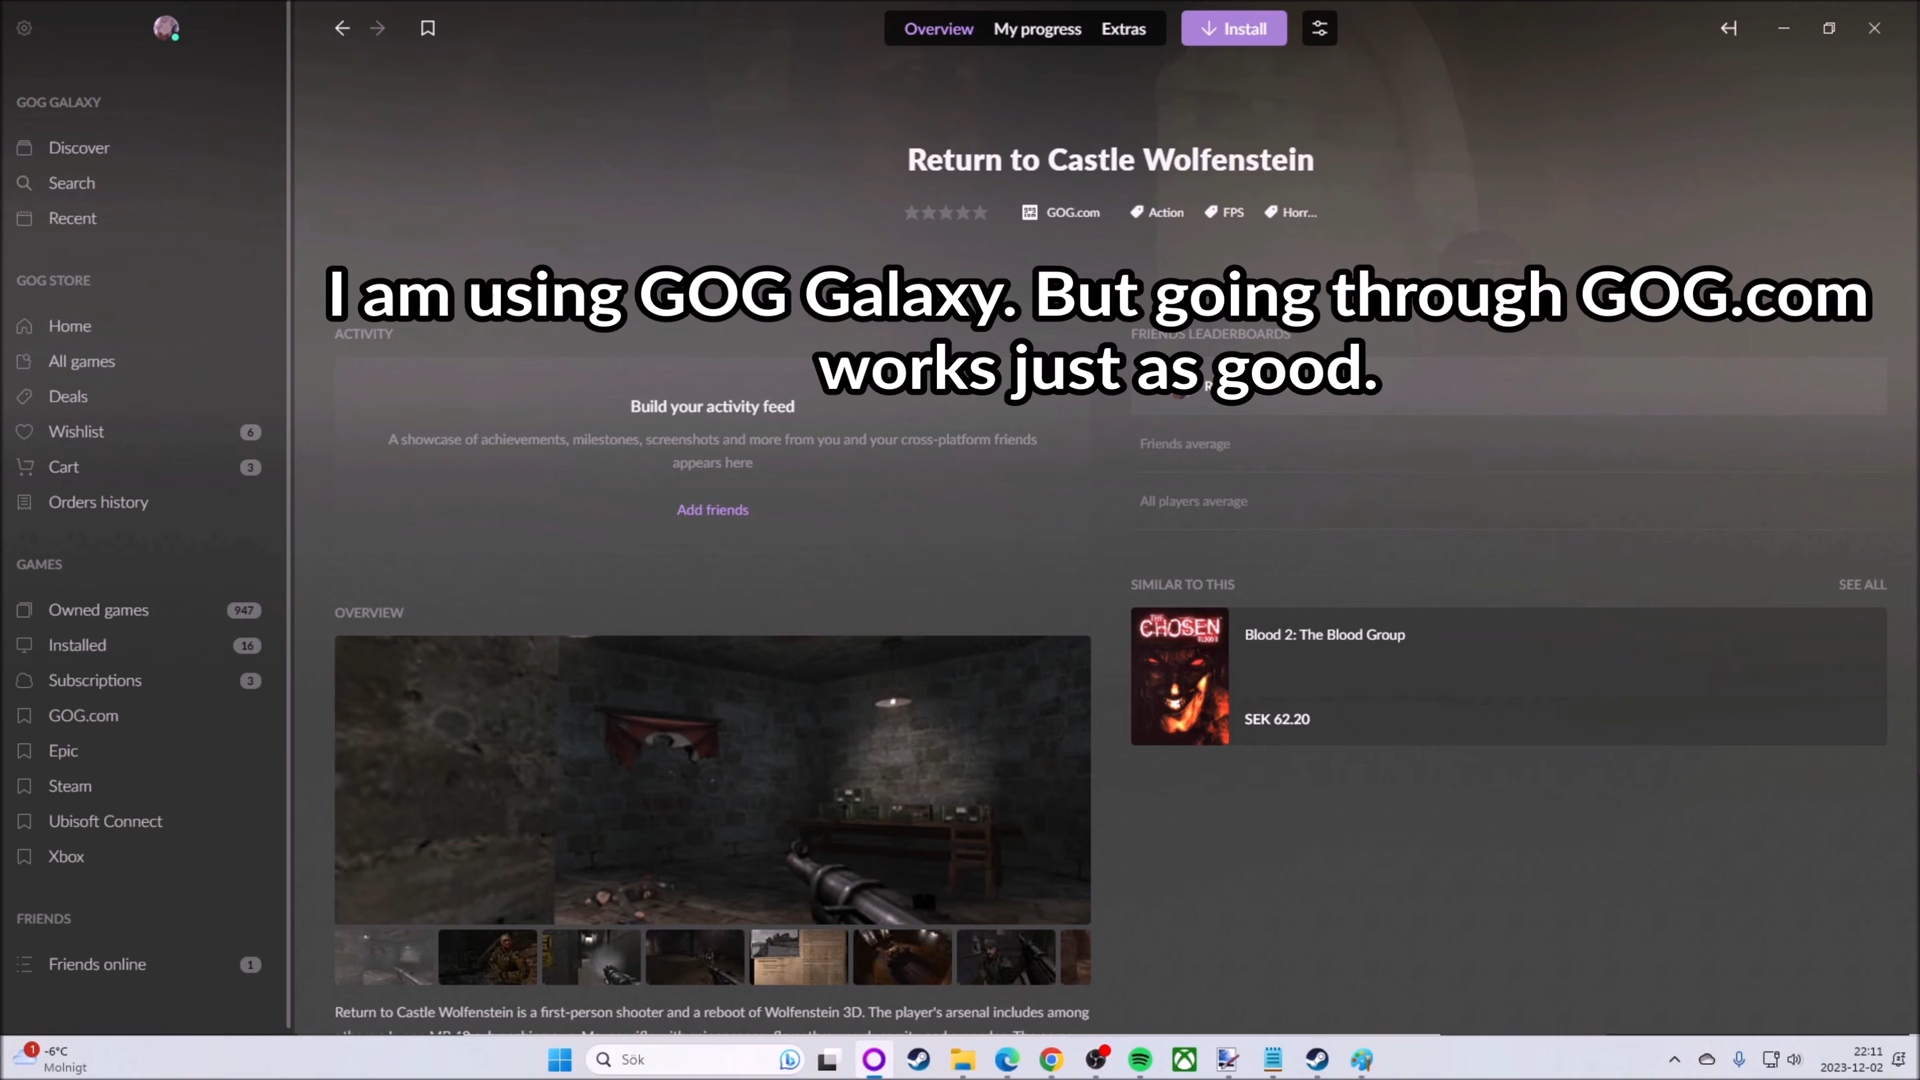 Overview
My progress
Extras
Install
GOG GALAXY
Discover
Search
Recent
GOG STORE
Home
All games
Deals
Wishlist 6
Cart 3
Orders history
GAMES
Owned games 947
Installed 16
Subscriptions 3
GOG.com
Epic
Steam
Ubisoft Connect
Xbox
FRIENDS
Friends online 1
Return to Castle Wolfenstein
GOG.com Action FPS Horr...
I am using GOG Galaxy. But going through GOG.com
works just as good.
ACTIVITY
Build your activity feed
A showcase of achievements, milestones, screenshots and more from you and your cross-platform friends
appears here
Add friends
FRIENDS LEADERBOARDS
Friends average
All players average
OVERVIEW
Return to Castle Wolfenstein is a first-person shooter and a reboot of Wolfenstein 3D. The player's arsenal includes among
SIMILAR TO THIS
SEE ALL
THE
CHOSEN
Blood 2: The Blood Group
SEK 62.20
1
-6°C
Molnigt
Sök
22:11
2023-12-02